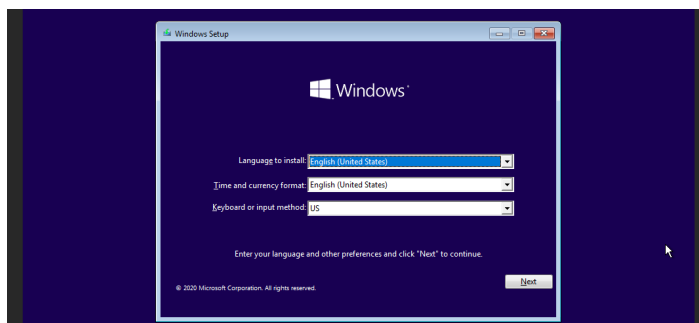 Windows Setup
Windows
Language to install: English (United States)
Time and currency format: English (United States)
Keyboard or input method: US
Enter your language and other preferences and click "Next" to continue.
© 2020 Microsoft Corporation. All rights reserved.
Next